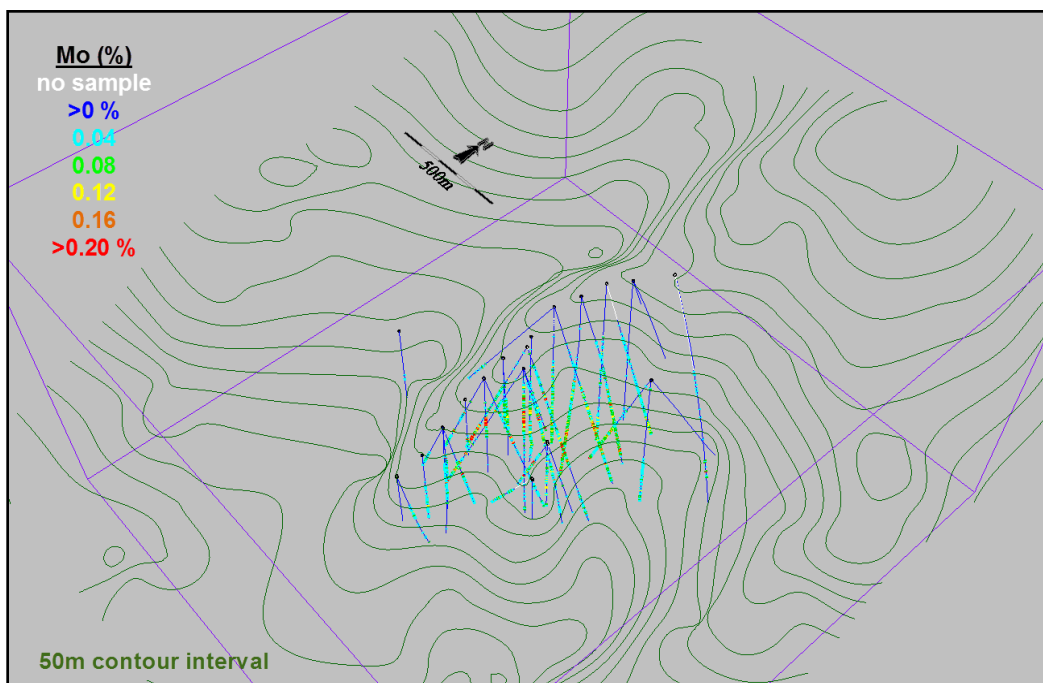 Mo (%)
no sample
>0 %
0.04
0.08
0.12
0.16
>0.20 %
N
500m
50m contour interval